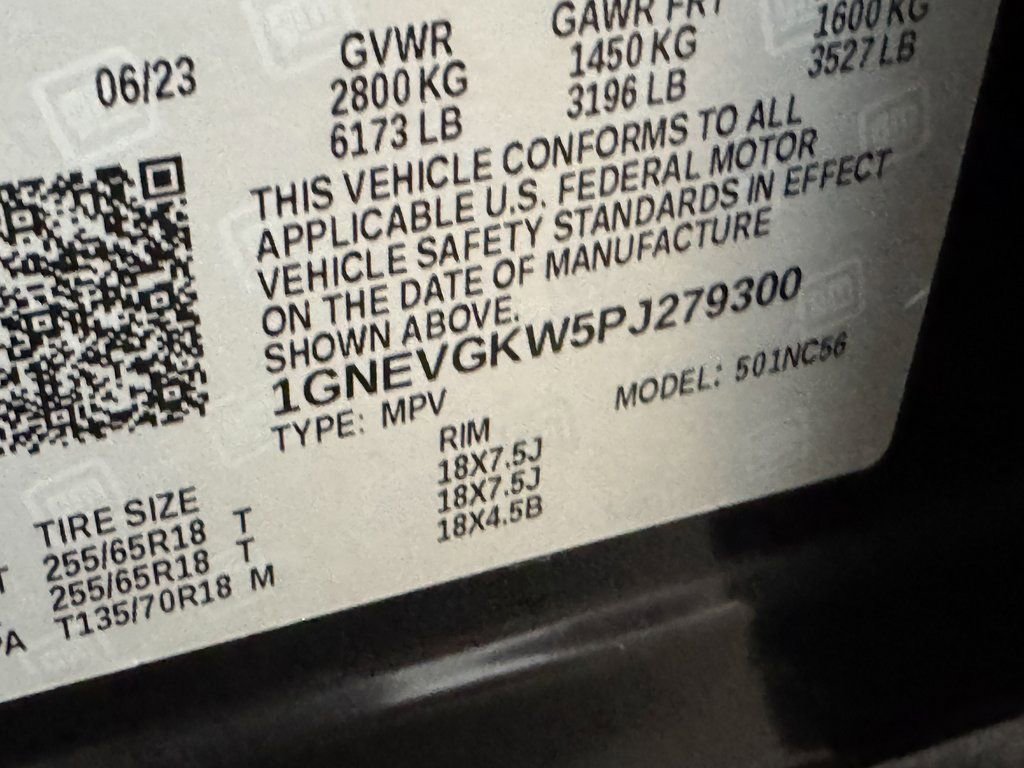 06/23
GVWR
2800 KG
6173 LB
GAWR FRT
1450 KG
3196 LB
1600 KG
3527 LB
THIS VEHICLE CONFORMS TO ALL
APPLICABLE U.S. FEDERAL MOTOR
VEHICLE SAFETY STANDARDS IN EFFECT
ON THE DATE OF MANUFACTURE
SHOWN ABOVE.
1GNEVGKW5PJ279300
TYPE: MPV
MODEL: 501NC56
TIRE SIZE
RIM
255/65R18 T
18X7.5J
255/65R18 T
18X7.5J
T135/70R18 M
18X4.5B